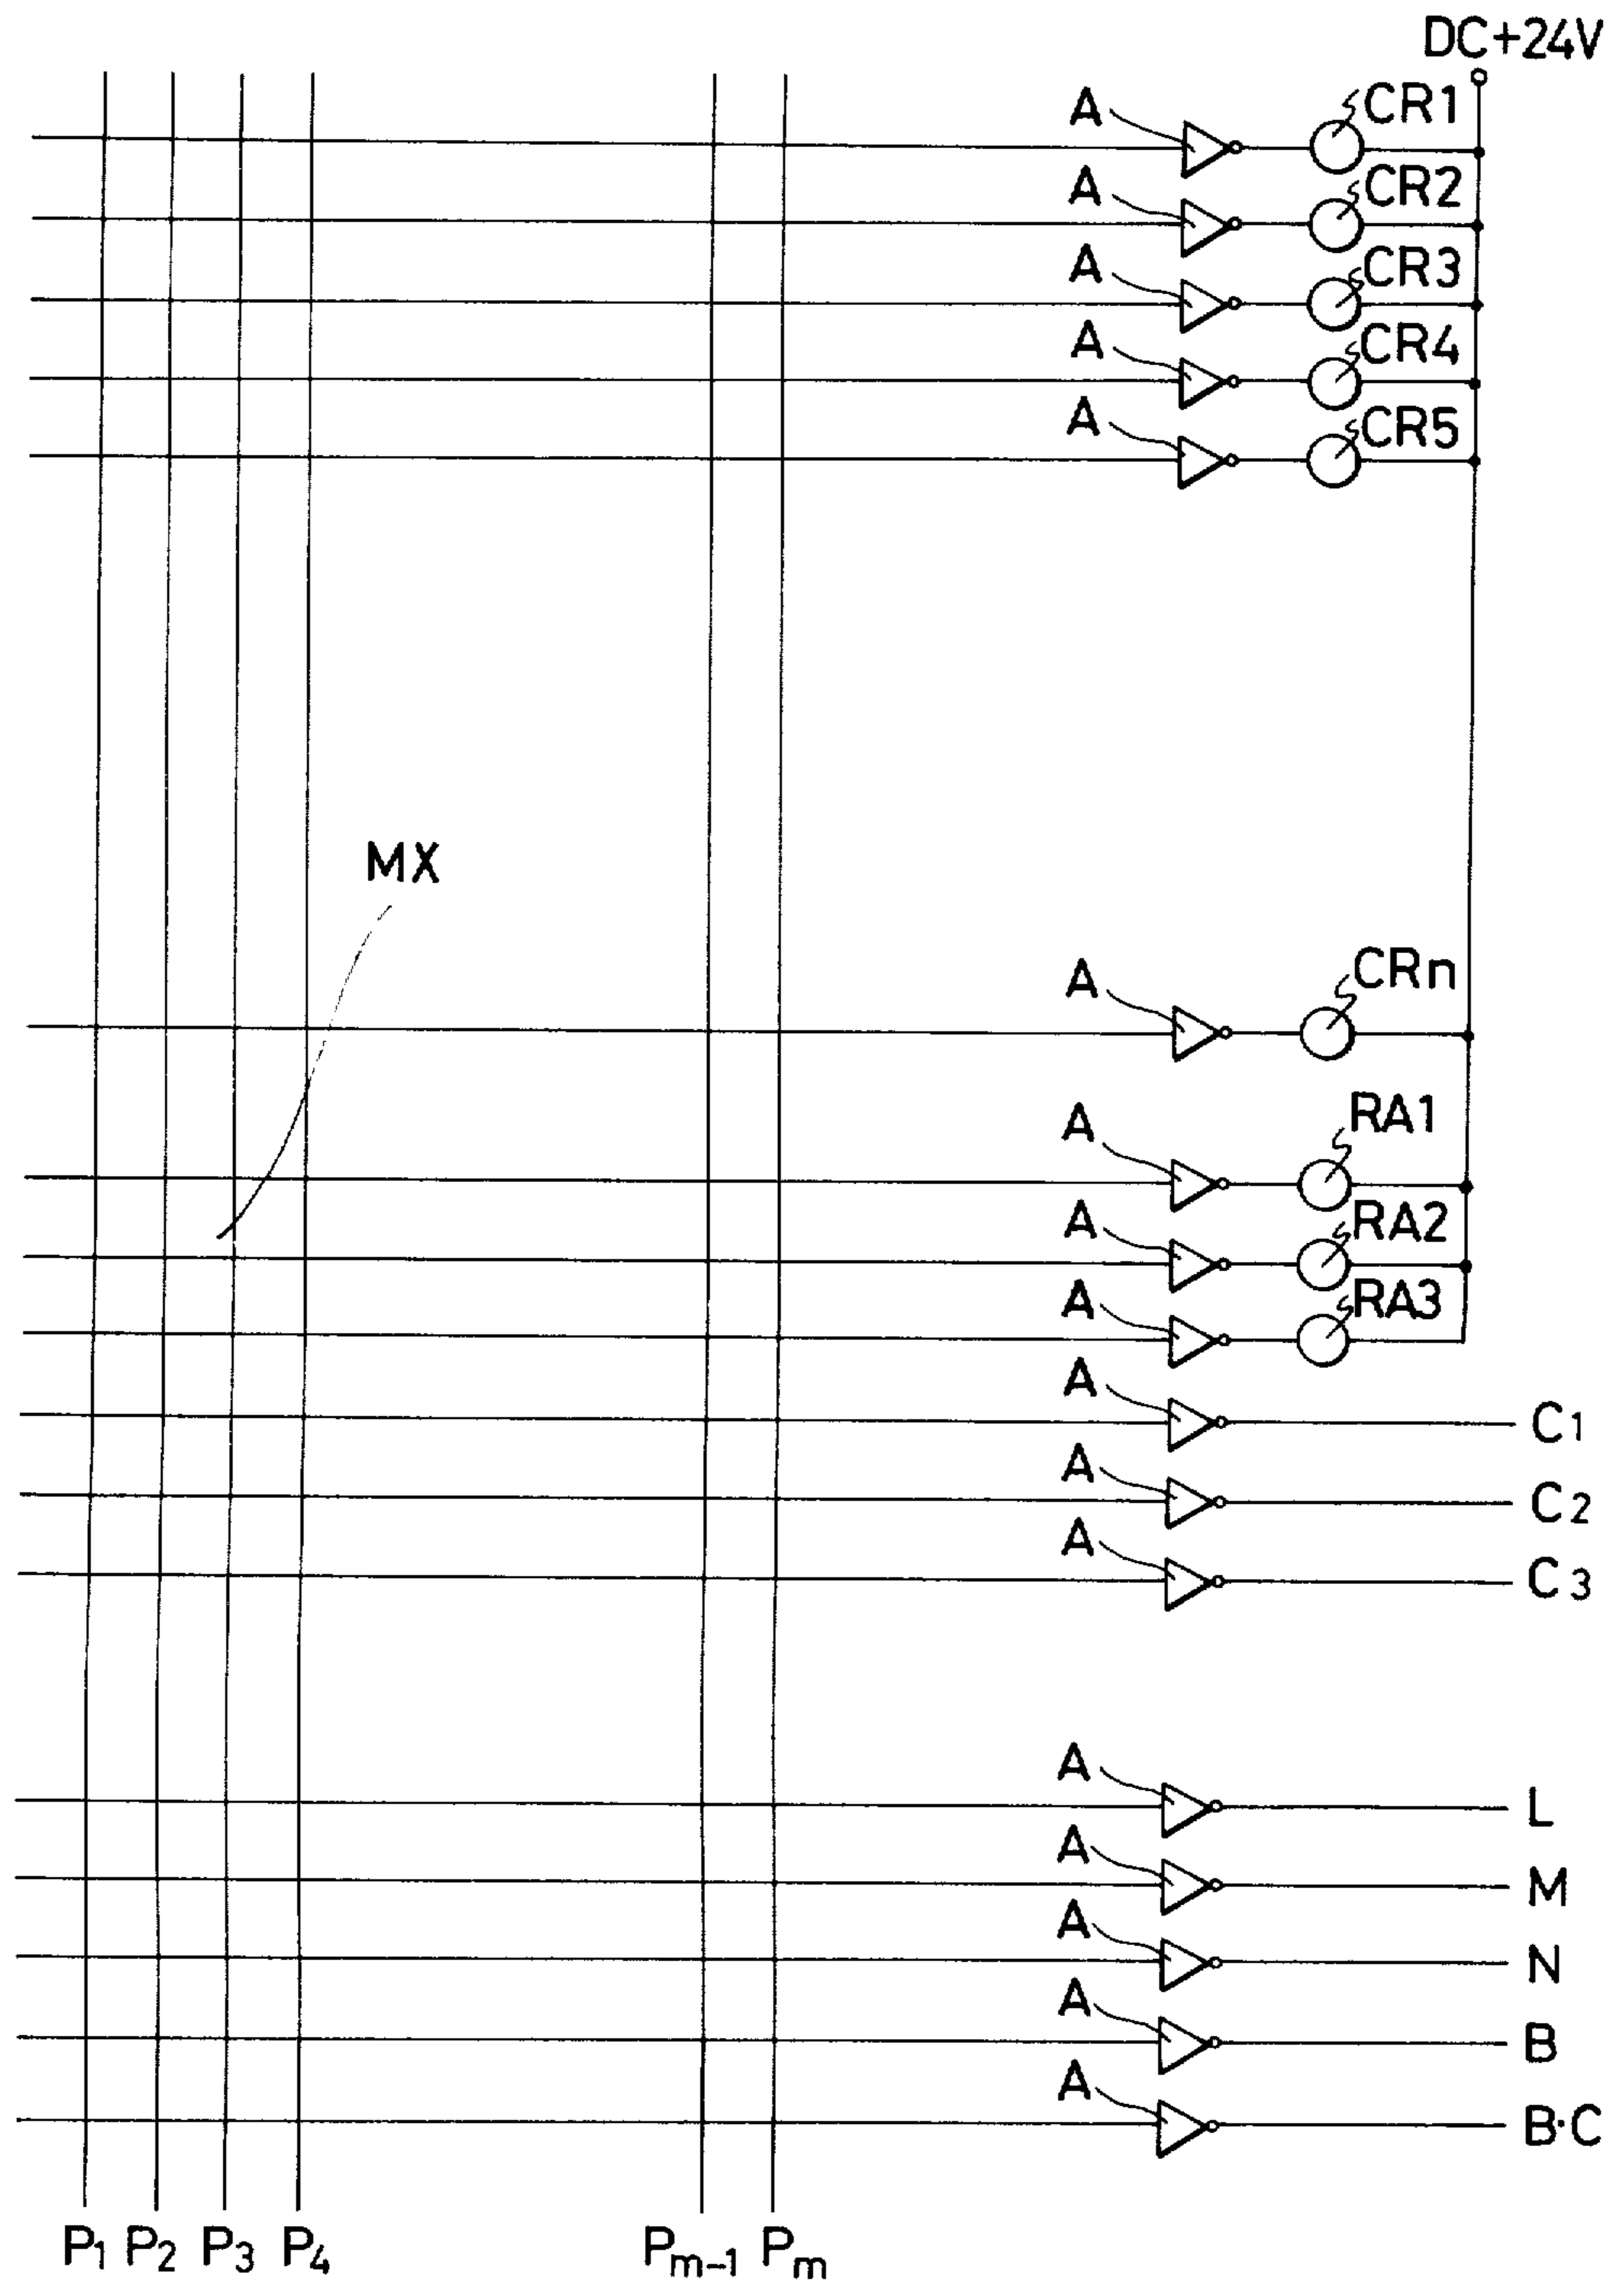 DC+24V
A CR1
A CR2
A CR3
A CR4
A CR5
MX
A CRn
A RA1
A RA2
A RA3
A C1
A C2
A C3
A L
A M
A N
A B
A B·C
P1 P2 P3 P4 Pm-1 Pm